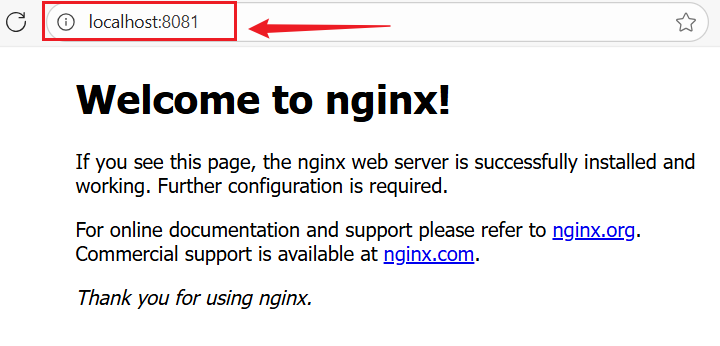 localhost:8081
Welcome to nginx!
If you see this page, the nginx web server is successfully installed and
working. Further configuration is required.
For online documentation and support please refer to nginx.org.
Commercial support is available at nginx.com.
Thank you for using nginx.